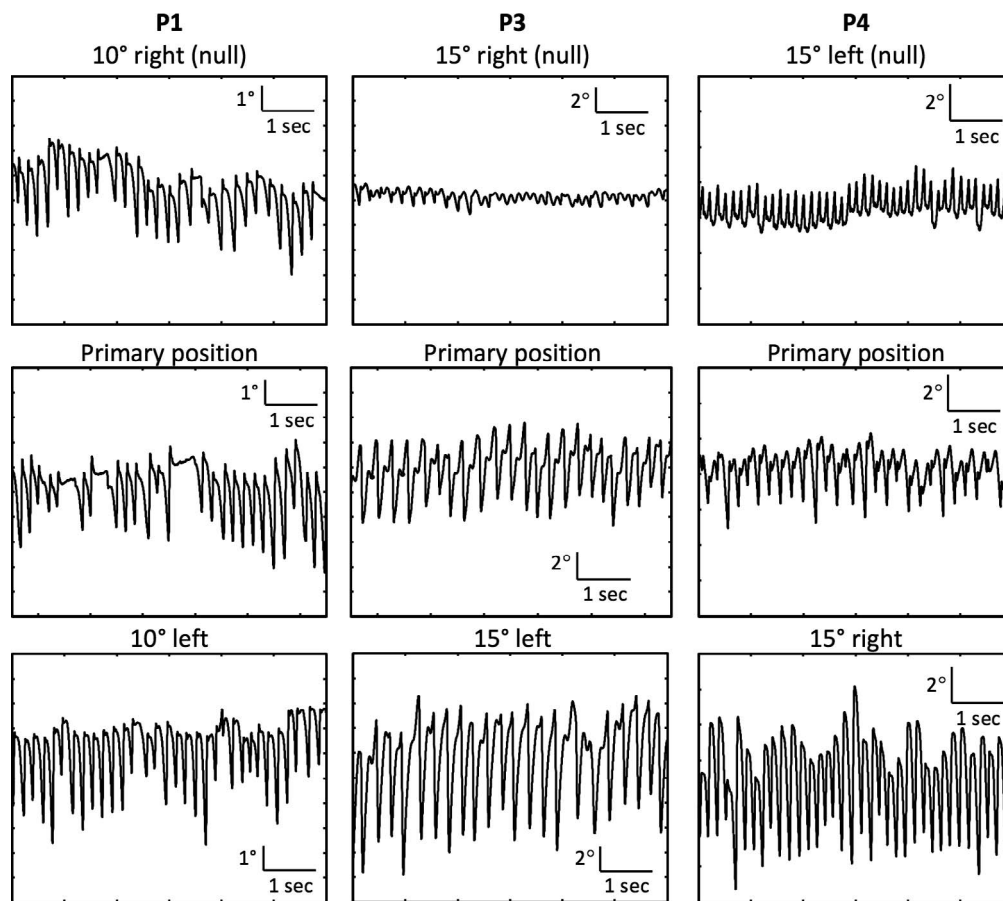 P1 P3 P4
10° right (null) 15° right (null) 15° left (null)
1° 2° 2°
1 sec 1 sec 1 sec
Primary position Primary position Primary position
1° 2°
1 sec 1 sec
2°
1 sec
10° left 15° left 15° right
2°
1 sec
1° 2°
1 sec 1 sec